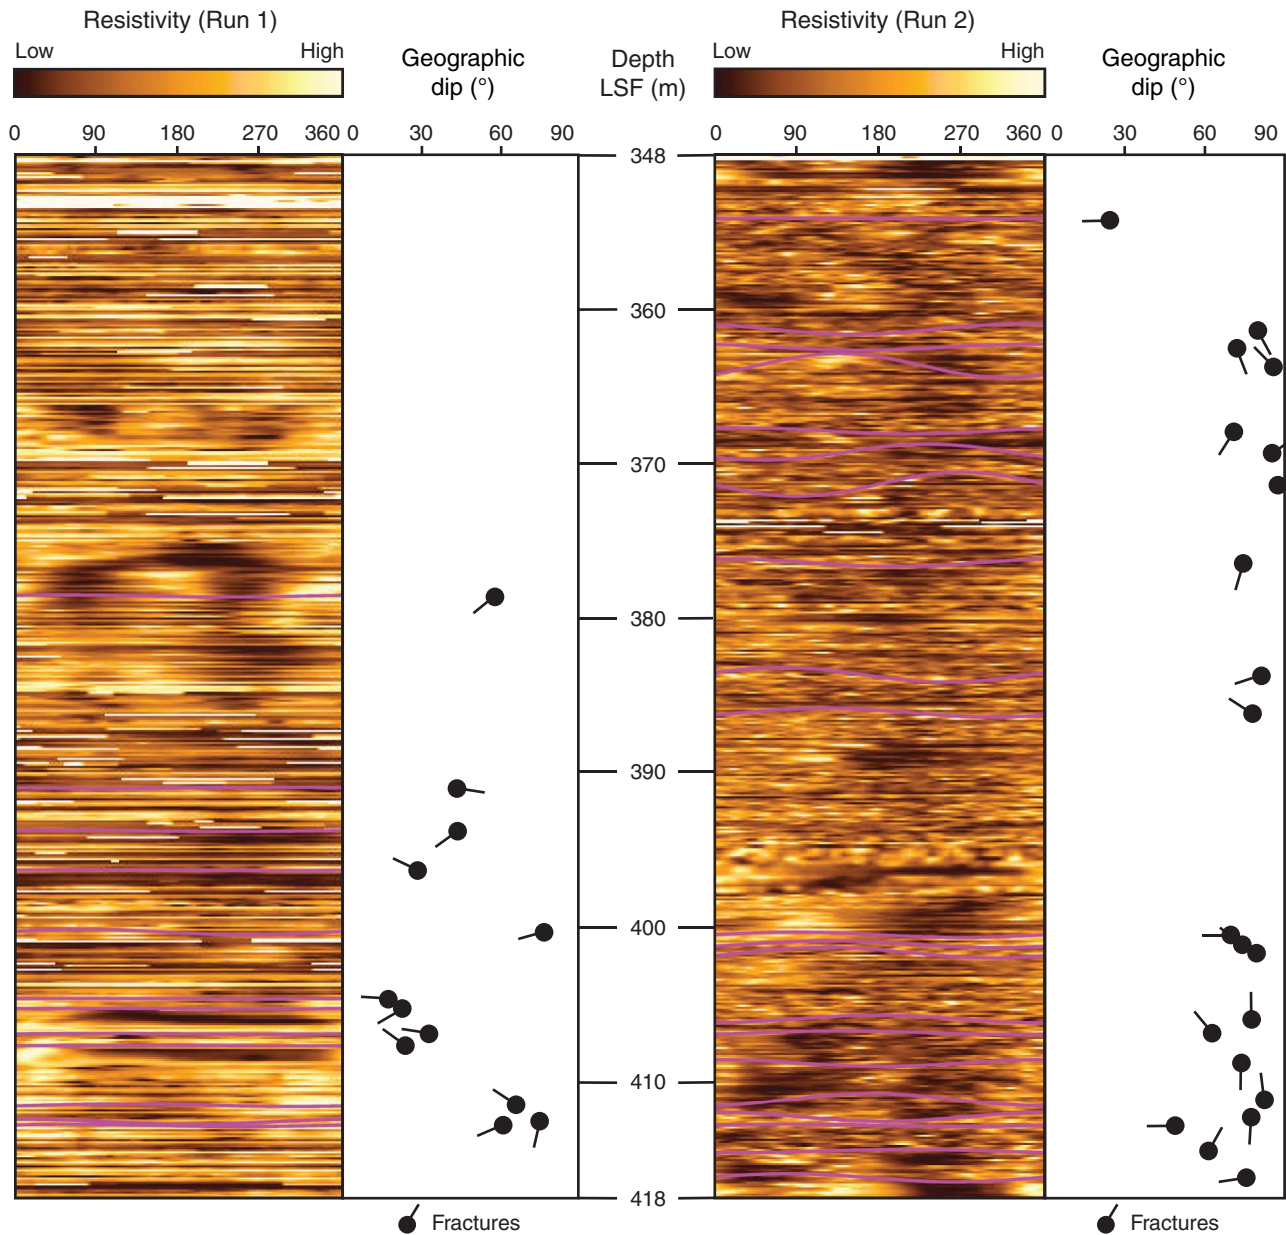 Resistivity (Run 1)
Low High
Geographic
dip (°)
Depth
LSF (m)
Resistivity (Run 2)
Low High
Geographic
dip (°)
0 90 180 270 360 0 30 60 90
0 90 180 270 360 0 30 60 90
348
360
370
380
390
400
410
418
Fractures
Fractures